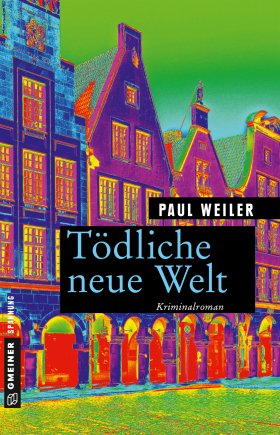 PAUL WEILER
Tödliche
neue Welt
Kriminalroman
GMEINER SPANNUNG